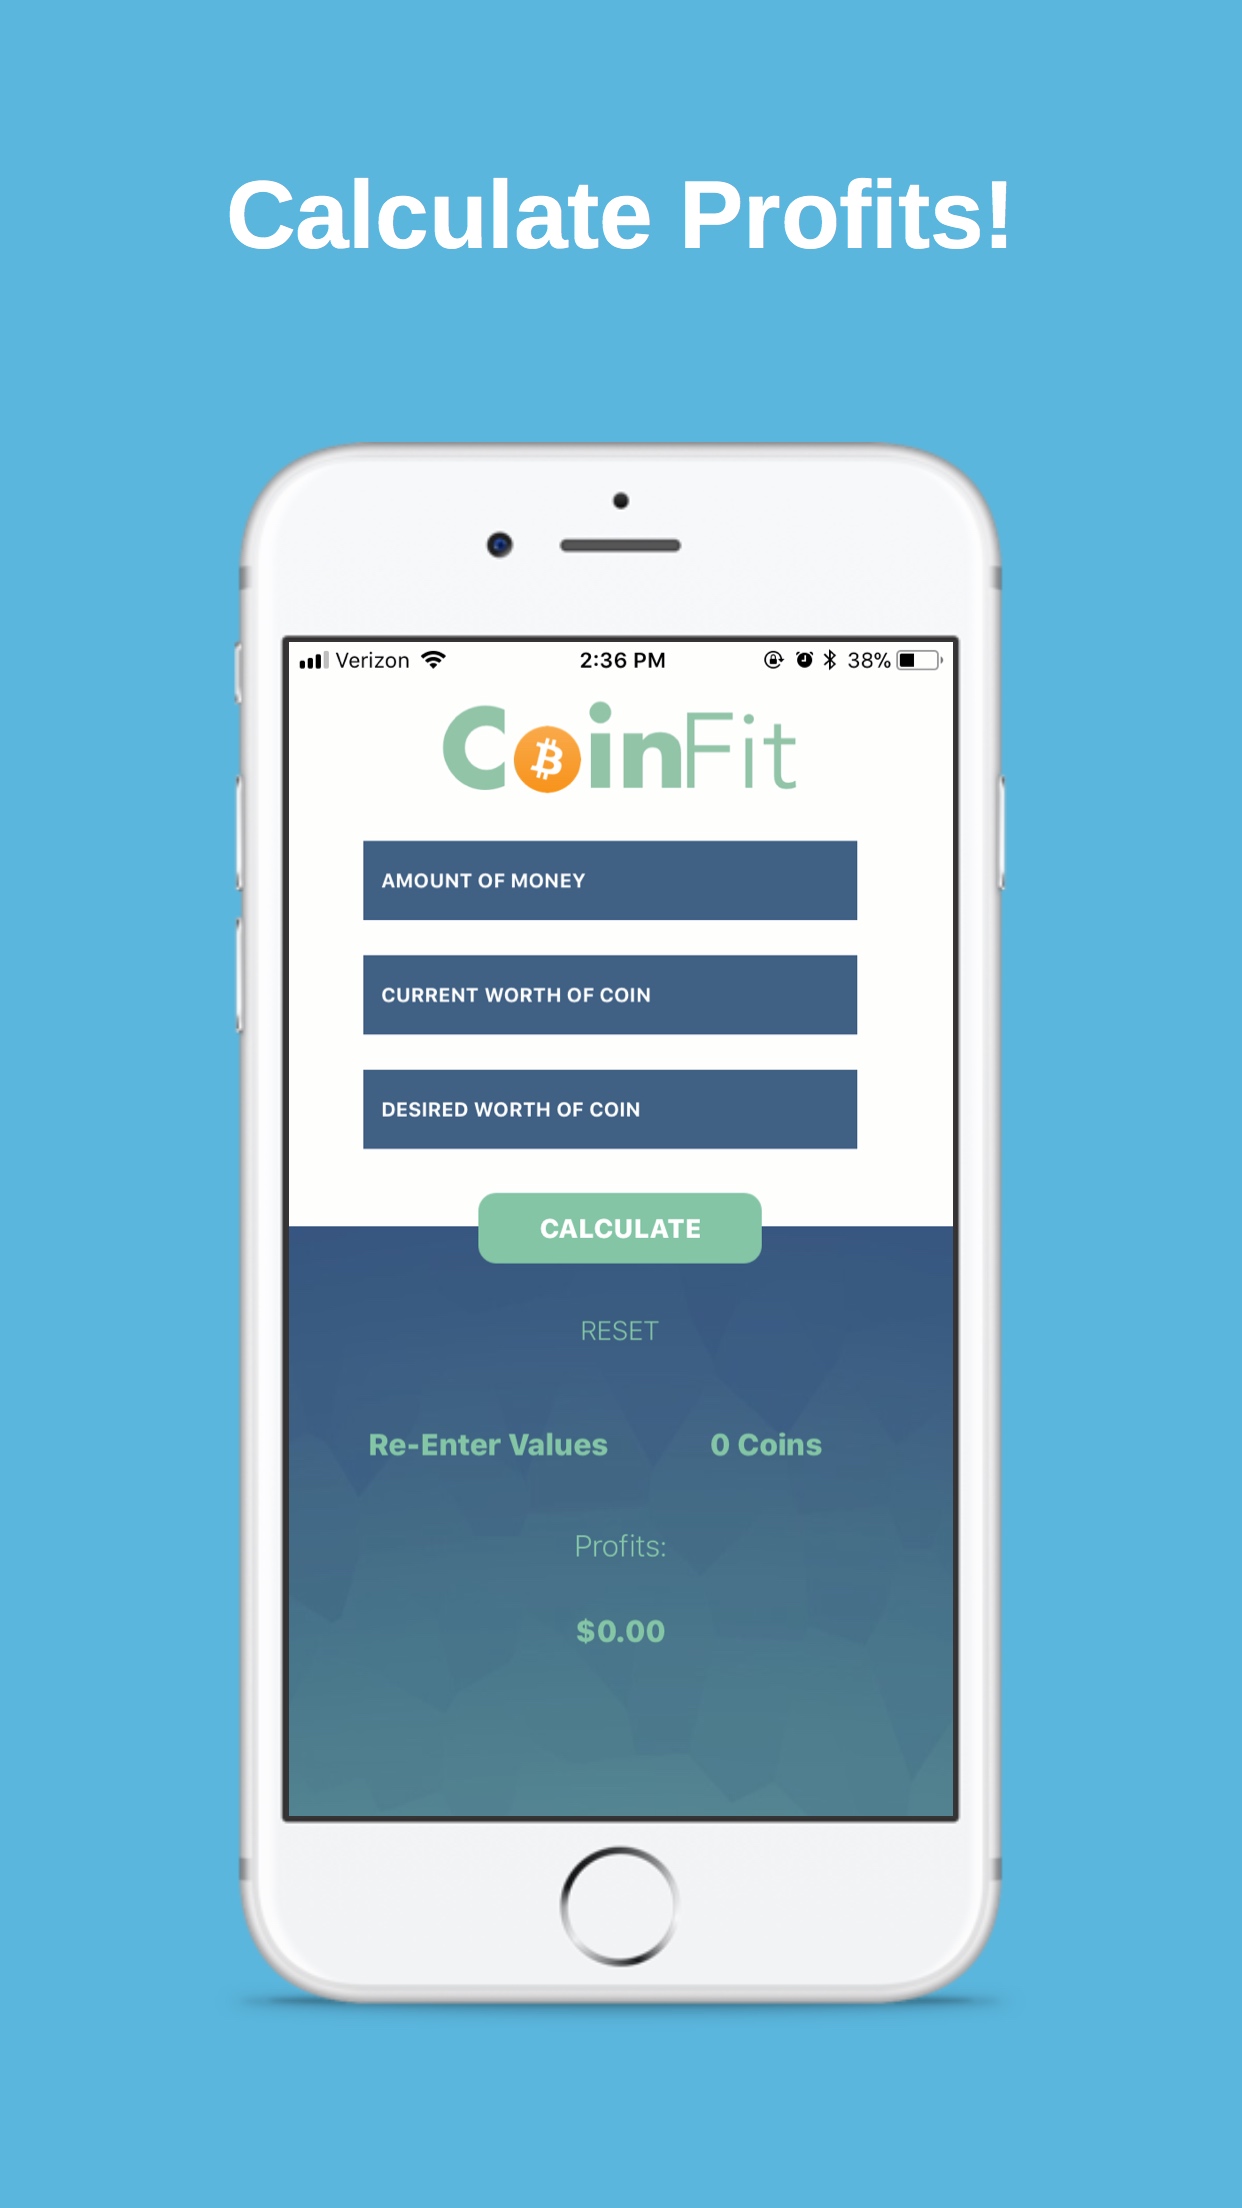 Calculate Profits!
Verizon 2:36 PM 38%
CoinFit
AMOUNT OF MONEY
CURRENT WORTH OF COIN
DESIRED WORTH OF COIN
CALCULATE
RESET
Re-Enter Values 0 Coins
Profits:
$0.00